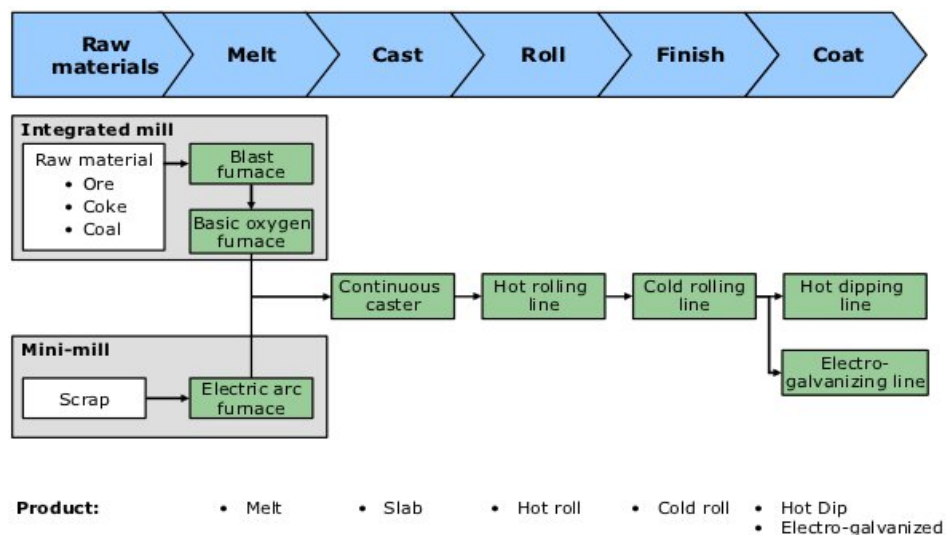 Raw
materials
Melt
Cast
Roll
Finish
Coat
Integrated mill
Raw material
• Ore
• Coke
• Coal
Blast
furnace
Basic oxygen
furnace
Continuous
caster
Hot rolling
line
Cold rolling
line
Hot dipping
line
Electro-
galvanizing line
Mini-mill
Scrap
Electric arc
furnace
Product:
• Melt
• Slab
• Hot roll
• Cold roll
• Hot Dip
• Electro-galvanized